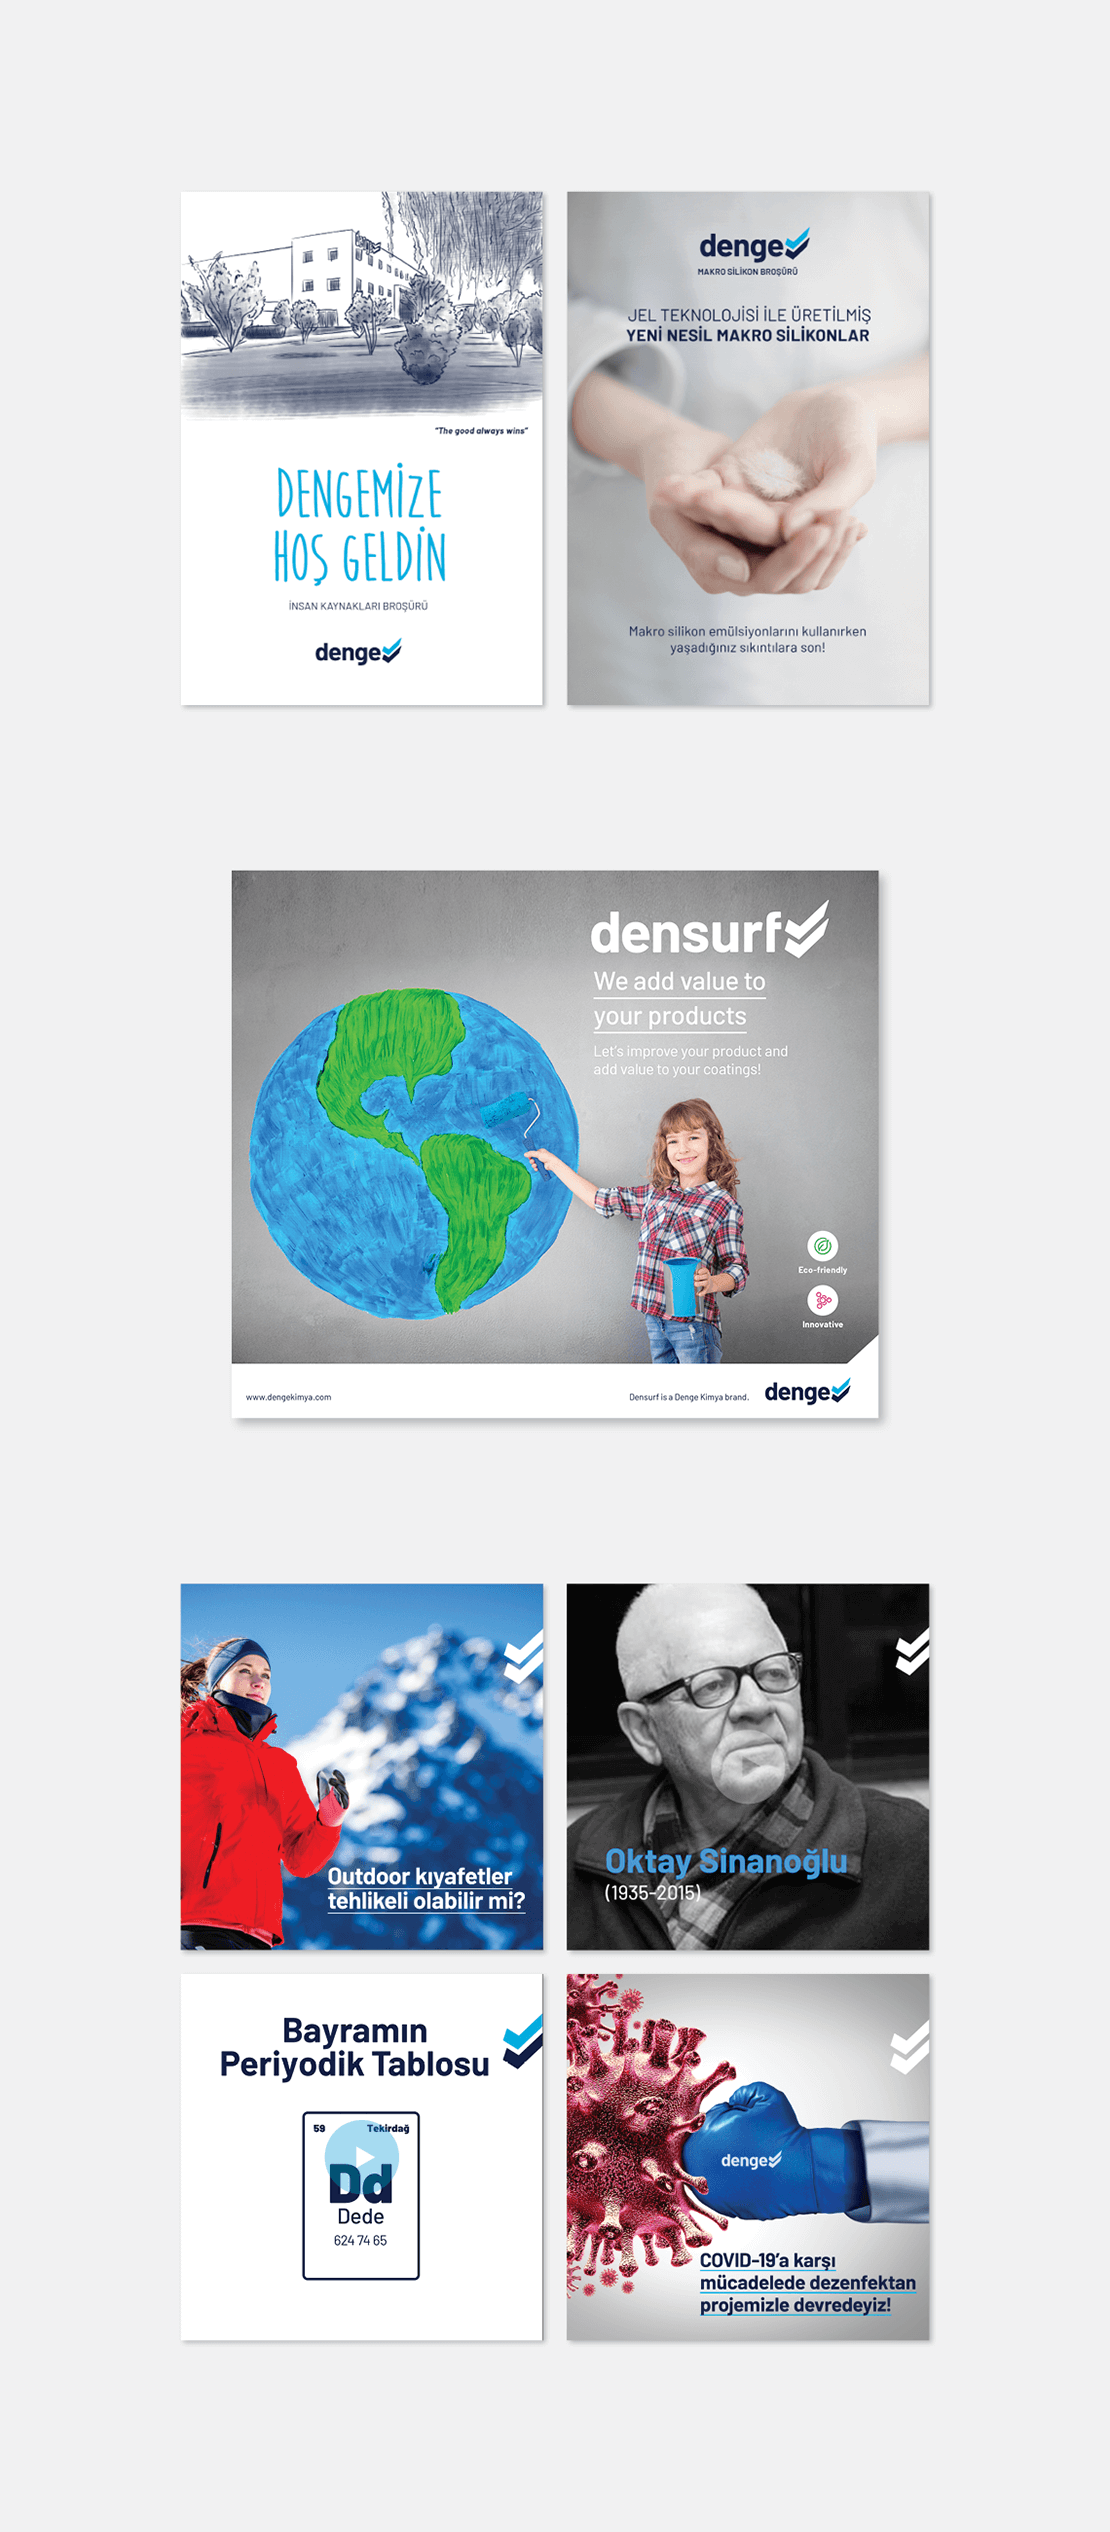 denge
"The good always wins"
DENGEMİZE
HOŞ GELDİN
İNSAN KAYNAKLARI BROŞÜRÜ
denge
denge
MAKRO SİLİKON BROŞÜRÜ
JEL TEKNOLOJİSİ İLE ÜRETİLMİŞ
YENİ NESİL MAKRO SİLİKONLAR
Makro silikon emülsiyonlarını kullanırken
yaşadığınız sıkıntılara son!
densurf
We add value to
your products
Let's improve your product and
add value to your coatings!
Eco-friendly
Innovative
www.dengekimya.com
Densurf is a Denge Kimya brand.
denge
Outdoor kıyafetler
tehlikeli olabilir mi?
Oktay Sinanoğlu
(1935-2015)
Bayramın
Periyodik Tablosu
59 Tekirdağ
Dd
Dede
624 74 65
denge
COVID-19'a karşı
mücadelede dezenfektan
projemizle devredeyiz!